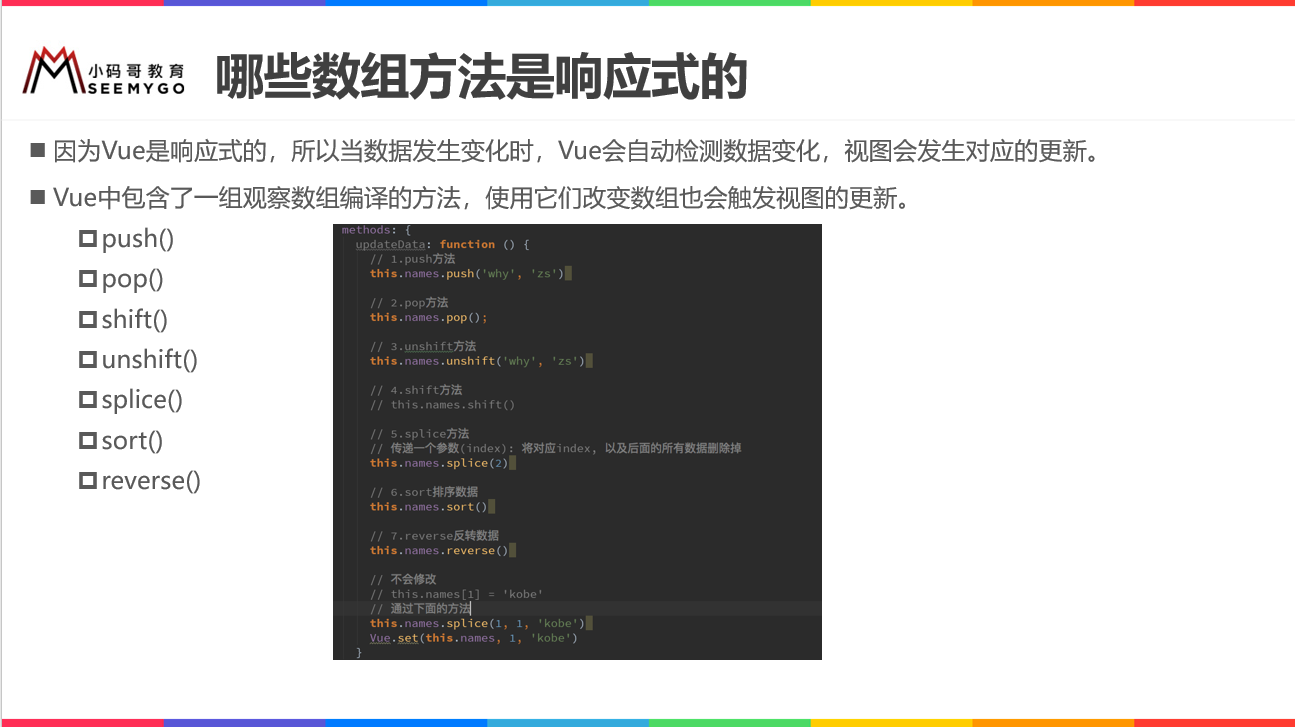 小码哥教育
SEEMYGO
哪些数组方法是响应式的
因为Vue是响应式的，所以当数据发生变化时，Vue会自动检测数据变化，视图会发生对应的更新。
Vue中包含了一组观察数组编译的方法，使用它们改变数组也会触发视图的更新。
push()
pop()
shift()
unshift()
splice()
sort()
reverse()
methods: {
updateData: function () {
// 1.push方法
this.names.push('why', 'zs')
// 2.pop方法
this.names.pop();
// 3.unshift方法
this.names.unshift('why', 'zs')
// 4.shift方法
// this.names.shift()
// 5.splice方法
// 传递一个参数(index): 将对应index, 以及后面的所有数据删除掉
this.names.splice(2)
// 6.sort排序数据
this.names.sort()
// 7.reverse反转数据
this.names.reverse()
// 不会修改
// this.names[1] = 'kobe'
// 通过下面的方法
this.names.splice(1, 1, 'kobe')
Vue.set(this.names, 1, 'kobe')
}